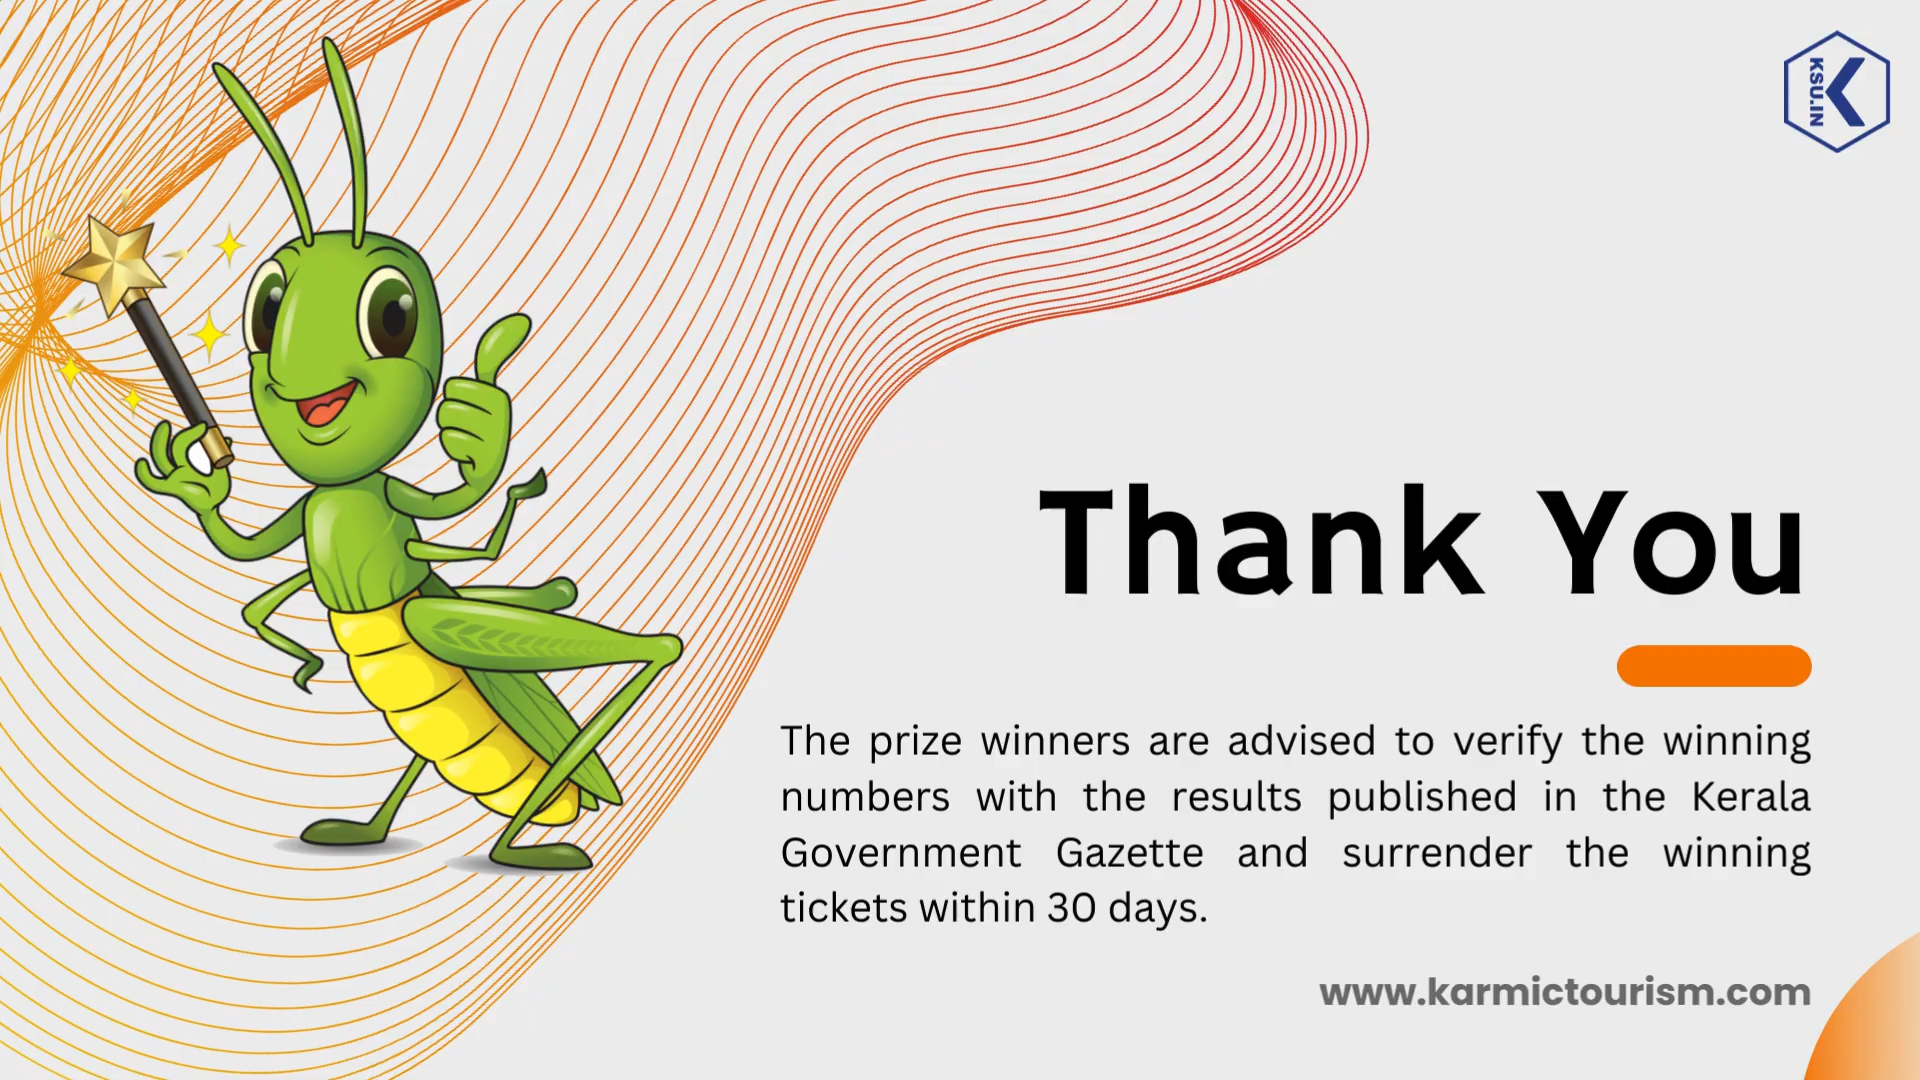 KSU.IN
Thank You
The prize winners are advised to verify the winning
numbers with the results published in the Kerala
Government Gazette and surrender the winning
tickets within 30 days.
www.karmictourism.com